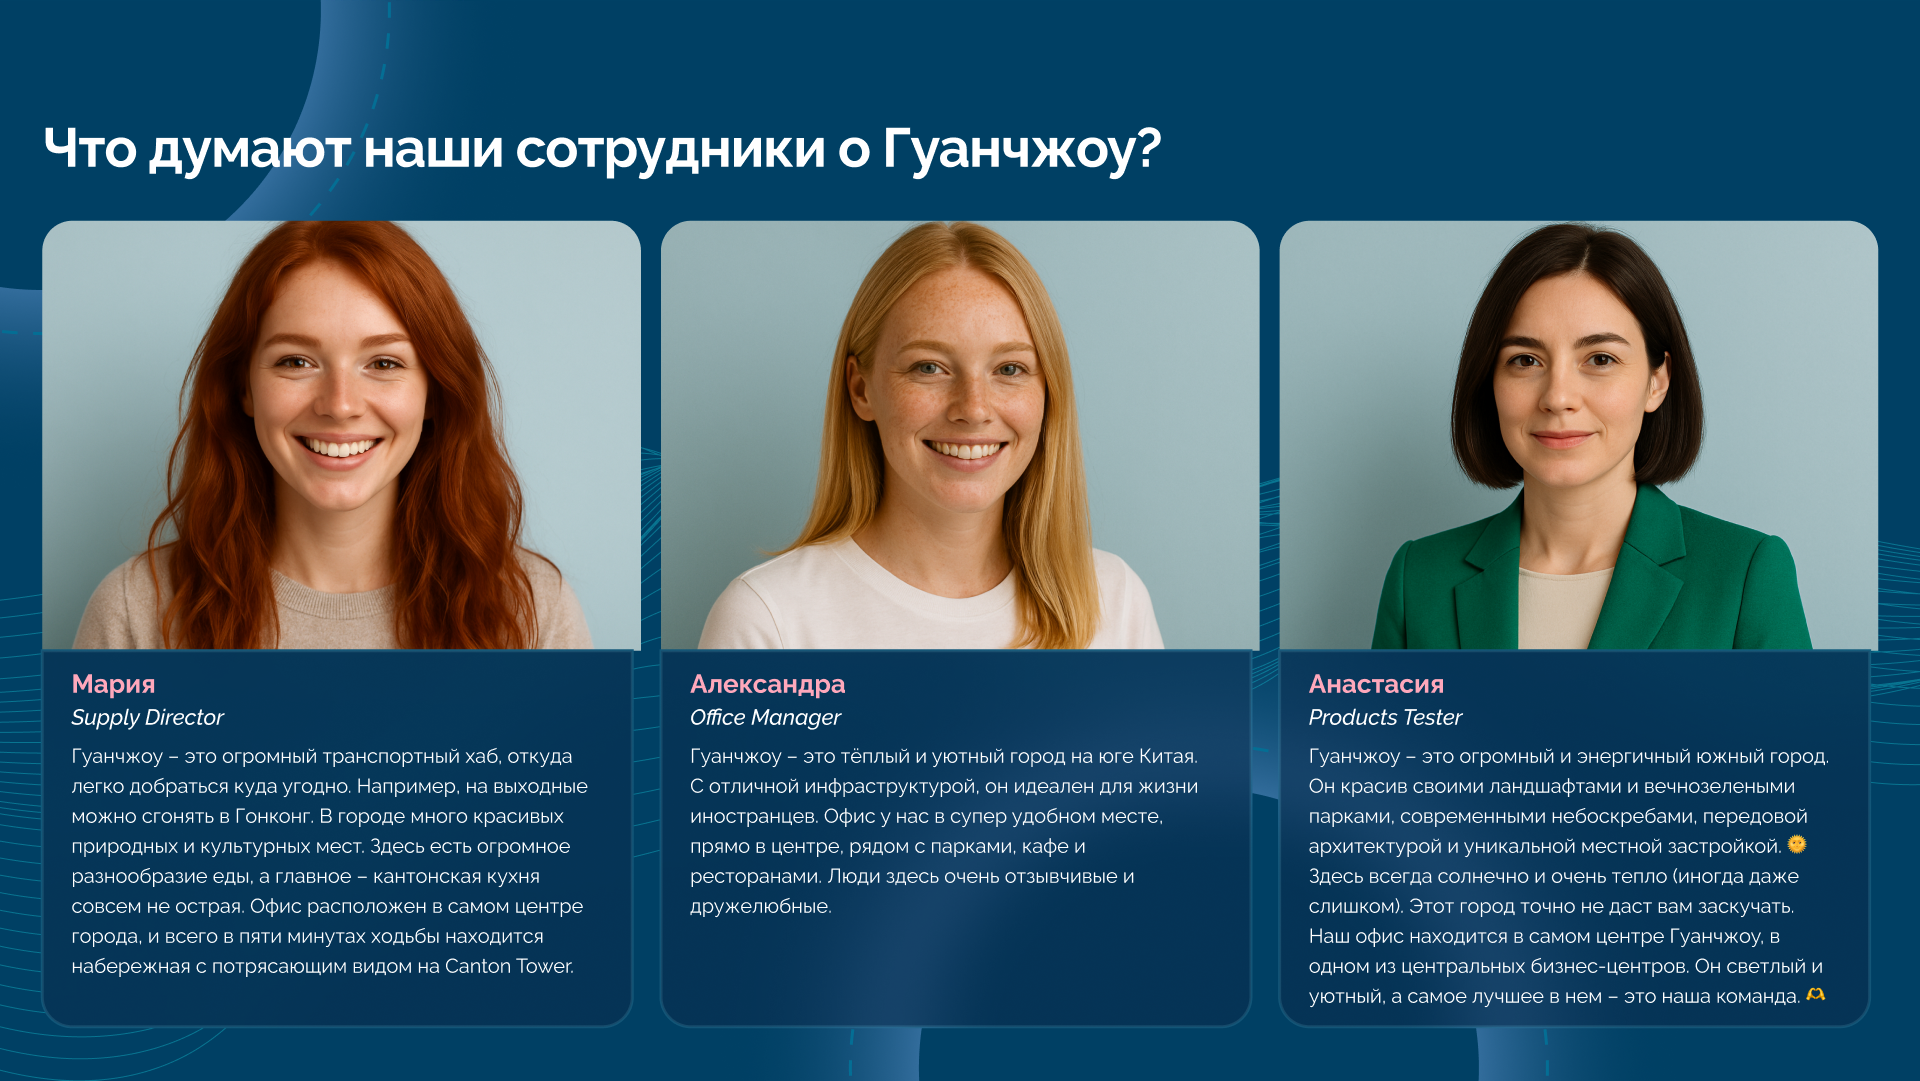 Что думают наши сотрудники о Гуанчжоу?
Мария
Supply Director
Гуанчжоу – это огромный транспортный хаб, откуда
легко добраться куда угодно. Например, на выходные
можно сгонять в Гонконг. В городе много красивых
природных и культурных мест. Здесь есть огромное
разнообразие еды, а главное – кантонская кухня
совсем не острая. Офис расположен в самом центре
города, и всего в пяти минутах ходьбы находится
набережная с потрясающим видом на Canton Tower.
Александра
Office Manager
Гуанчжоу – это тёплый и уютный город на юге Китая.
С отличной инфраструктурой, он идеален для жизни
иностранцев. Офис у нас в супер удобном месте,
прямо в центре, рядом с парками, кафе и
ресторанами. Люди здесь очень отзывчивые и
дружелюбные.
Анастасия
Products Tester
Гуанчжоу – это огромный и энергичный южный город.
Он красив своими ландшафтами и вечнозелеными
парками, современными небоскребами, передовой
архитектурой и уникальной местной застройкой. 🌞
Здесь всегда солнечно и очень тепло (иногда даже
слишком). Этот город точно не даст вам заскучать.
Наш офис находится в самом центре Гуанчжоу, в
одном из центральных бизнес-центров. Он светлый и
уютный, а самое лучшее в нем – это наша команда. 🫶